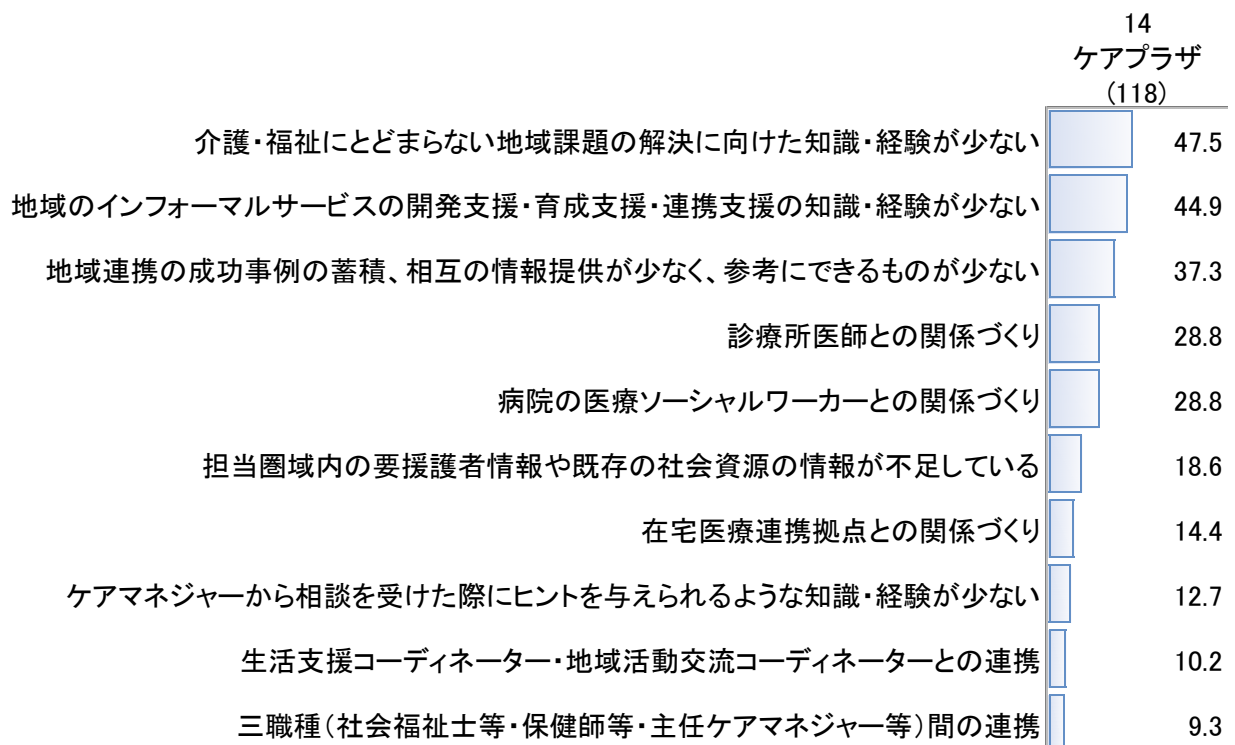 14
ケアプラザ
(118)
介護・福祉にとどまらない地域課題の解決に向けた知識・経験が少ない 47.5
地域のインフォーマルサービスの開発支援・育成支援・連携支援の知識・経験が少ない 44.9
地域連携の成功事例の蓄積、相互の情報提供が少なく、参考にできるものが少ない 37.3
診療所医師との関係づくり 28.8
病院の医療ソーシャルワーカーとの関係づくり 28.8
担当圏域内の要援護者情報や既存の社会資源の情報が不足している 18.6
在宅医療連携拠点との関係づくり 14.4
ケアマネジャーから相談を受けた際にヒントを与えられるような知識・経験が少ない 12.7
生活支援コーディネーター・地域活動交流コーディネーターとの連携 10.2
三職種(社会福祉士等・保健師等・主任ケアマネジャー等)間の連携 9.3